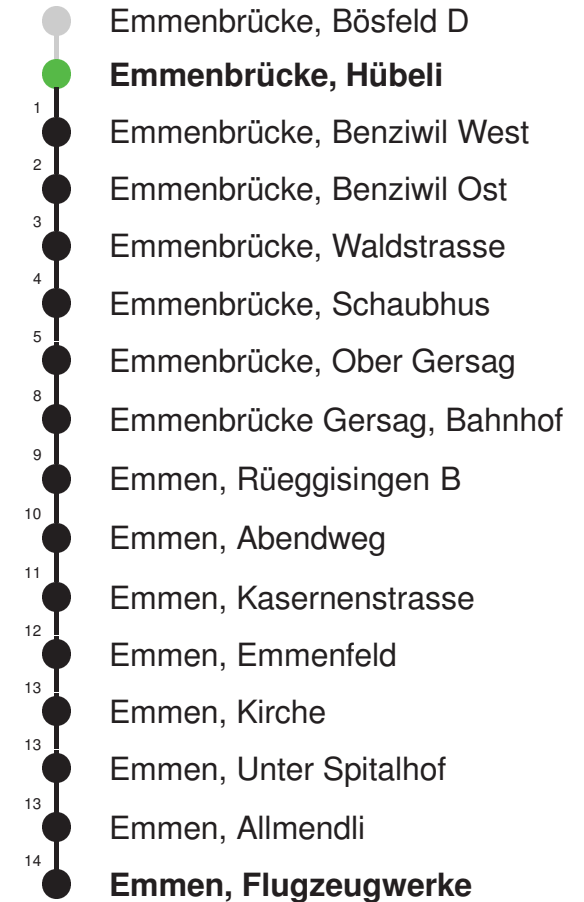 Emmenbrücke, Bösfeld D
Emmenbrücke, Hübeli
1
Emmenbrücke, Benziwil West
2
Emmenbrücke, Benziwil Ost
3
Emmenbrücke, Waldstrasse
4
Emmenbrücke, Schaubhus
5
Emmenbrücke, Ober Gersag
8
Emmenbrücke Gersag, Bahnhof
9
Emmen, Rüeggisingen B
10
Emmen, Abendweg
11
Emmen, Kasernenstrasse
12
Emmen, Emmenfeld
13
Emmen, Kirche
13
Emmen, Unter Spitalhof
13
Emmen, Allmendli
14
Emmen, Flugzeugwerke